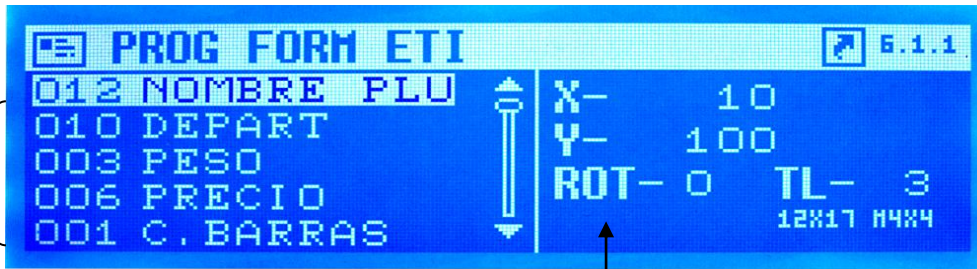 PROG FORM ETI 6.1.1
012 NOMBRE PLU
010 DEPART
003 PESO
006 PRECIO
001 C.BARRAS
X- 10
Y- 100
ROT- 0 TL- 3
12X17 M4X4